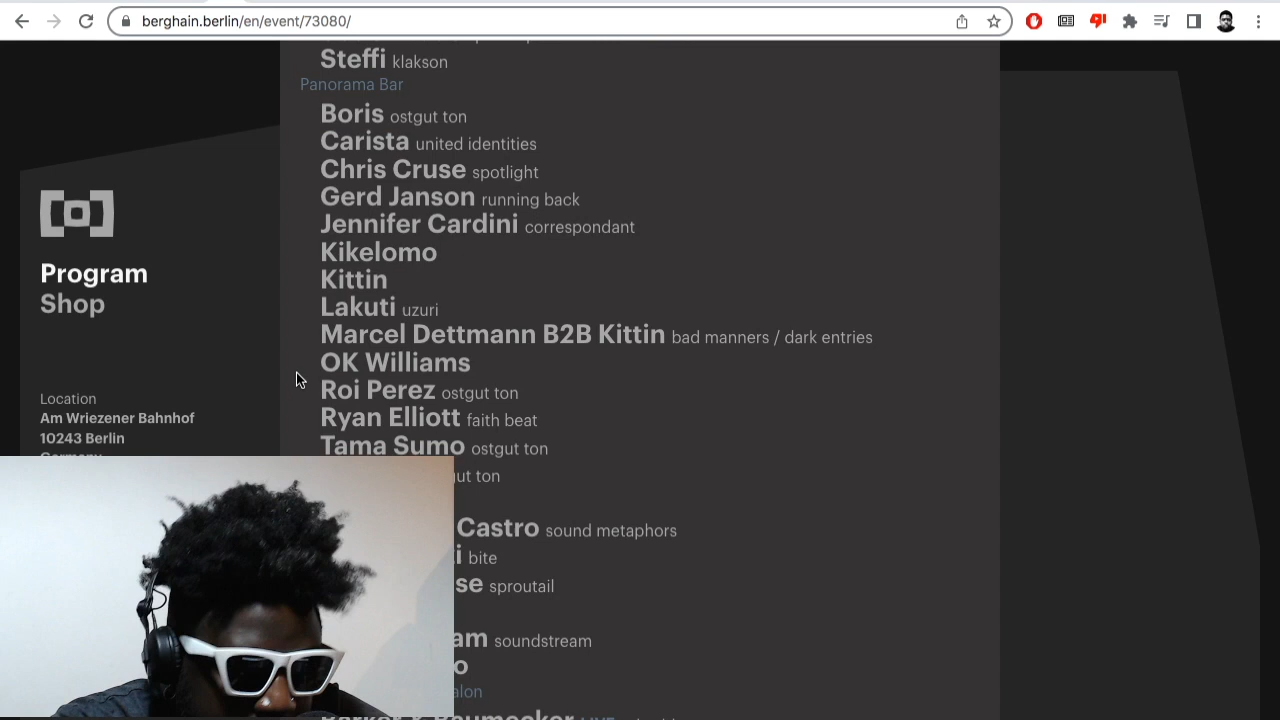 berghain.berlin/en/event/73080/
Steffi klakson
Panorama Bar
Boris ostgut ton
Carista united identities
Chris Cruse spotlight
Gerd Janson running back
Jennifer Cardini correspondant
Kikelomo
Kittin
Lakuti uzuri
Marcel Dettmann B2B Kittin bad manners / dark entries
OK Williams
Roi Perez ostgut ton
Ryan Elliott faith beat
Tama Sumo ostgut ton
ton
Castro sound metaphors
bite
sproutail
soundstream
Program
Shop
Location
Am Wriezener Bahnhof
10243 Berlin